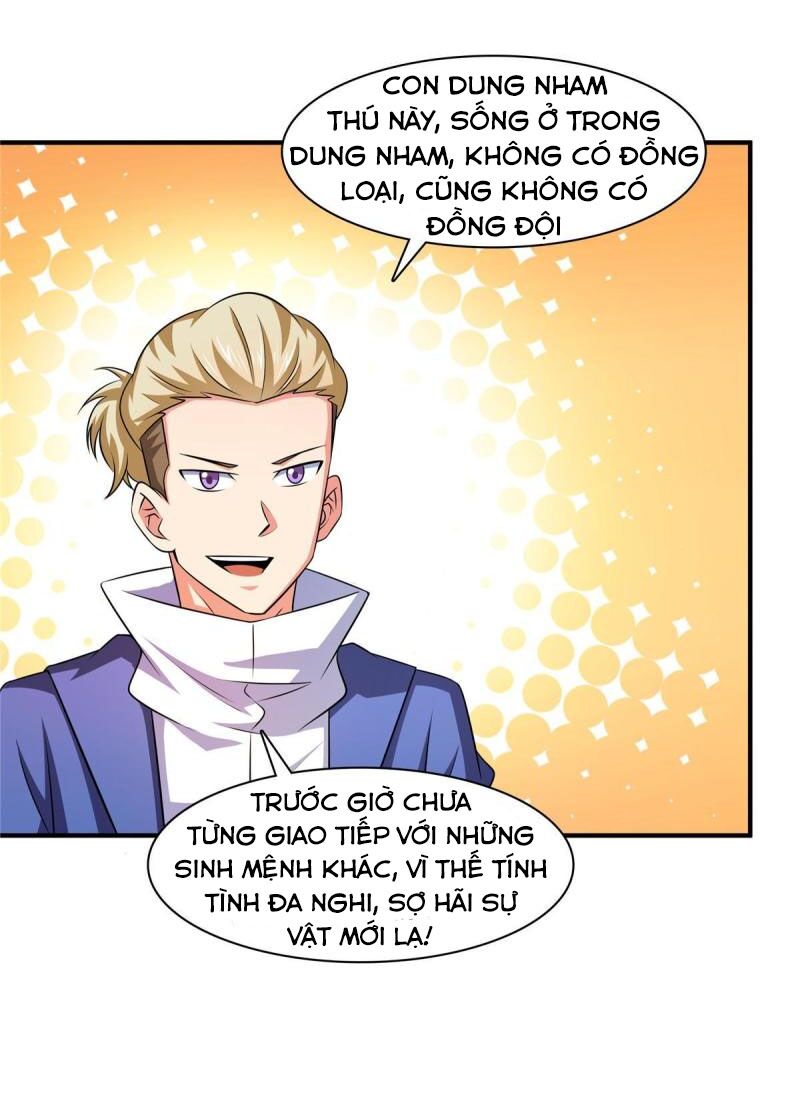 CON DUNG NHAM
THÚ NÀY, SỐNG Ở TRONG
DUNG NHAM, KHÔNG CÓ ĐỒNG
LOẠI, CŨNG KHÔNG CÓ
ĐỒNG ĐỘI
TRƯỚC GIỜ CHƯA
TỪNG GIAO TIẾP VỚI NHỮNG
SINH MỆNH KHÁC, VÌ THẾ TÍNH
TÌNH ĐA NGHI, SỢ HÃI SỰ
VẬT MỚI LẠ!